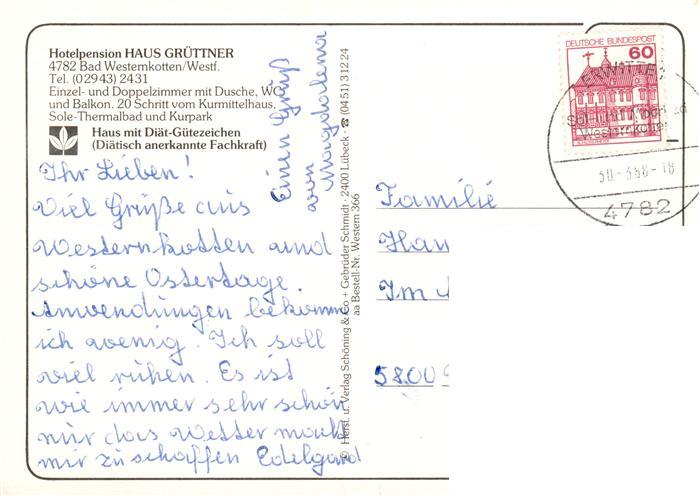 Hotelpension HAUS GRÜTTNER
4782 Bad Westernkotten/Westf.
Tel. (02943) 2431
Einzel- und Doppelzimmer mit Dusche, WC
und Balkon. 20 Schritt vom Kurmittelhaus,
Sole-Thermalbad und Kurpark
Haus mit Diät-Gütezeichen
(Diätisch anerkannte Fachkraft)
Ihr Lieben!
Viel Grüße aus
Westernkotten und
schöne Ostertage.
Anwendungen bekomme
ich wenig. Ich soll
viel ruhen. Es ist
wie immer sehr schön
nur das Wetter macht
mir zu schaffen Edelgard
Einen Gruß
von Magdalena
© Herst. u. Verlag Schöning & Co + Gebrüder Schmidt · 2400 Lübeck · ☎ (0451) 31224
aa Bestell-Nr. Western 366
DEUTSCHE BUNDESPOST
60
ERWITTE
Westernkotten
4782
Familie
Han
Im
5800